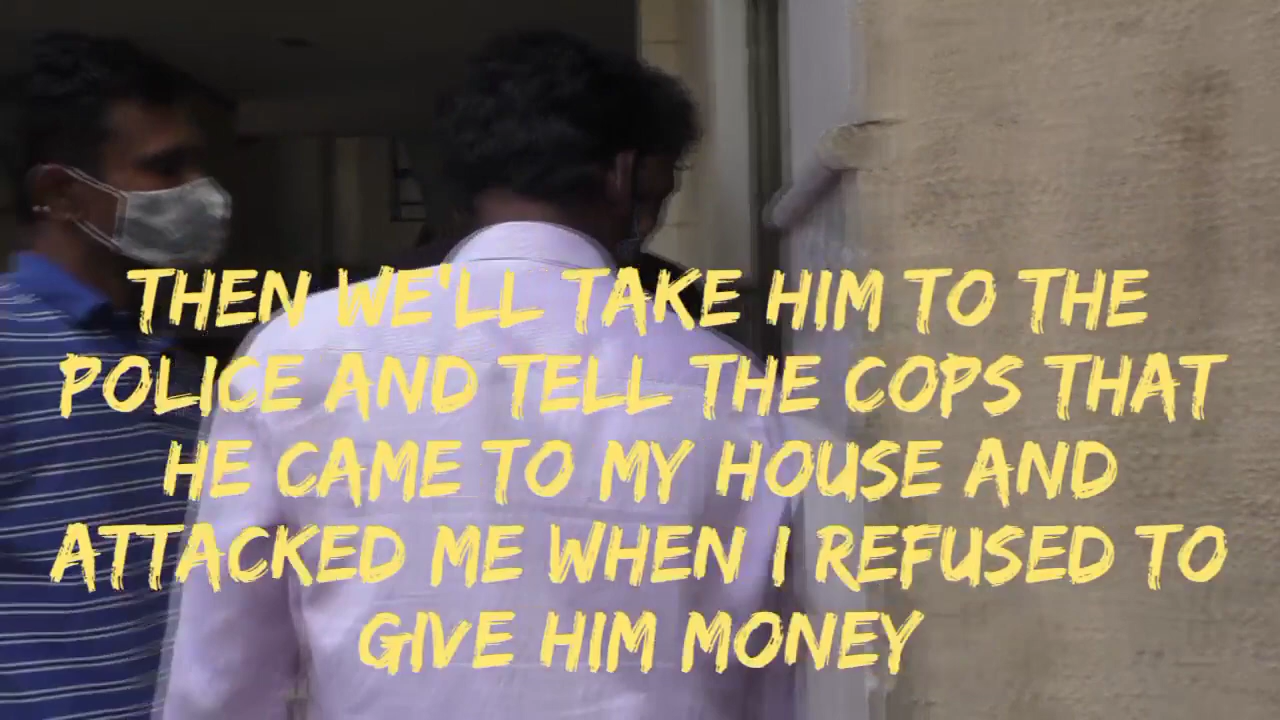 THEN WE'LL TAKE HIM TO THE
POLICE AND TELL THE COPS THAT
HE CAME TO MY HOUSE AND
ATTACKED ME WHEN I REFUSED TO
GIVE HIM MONEY